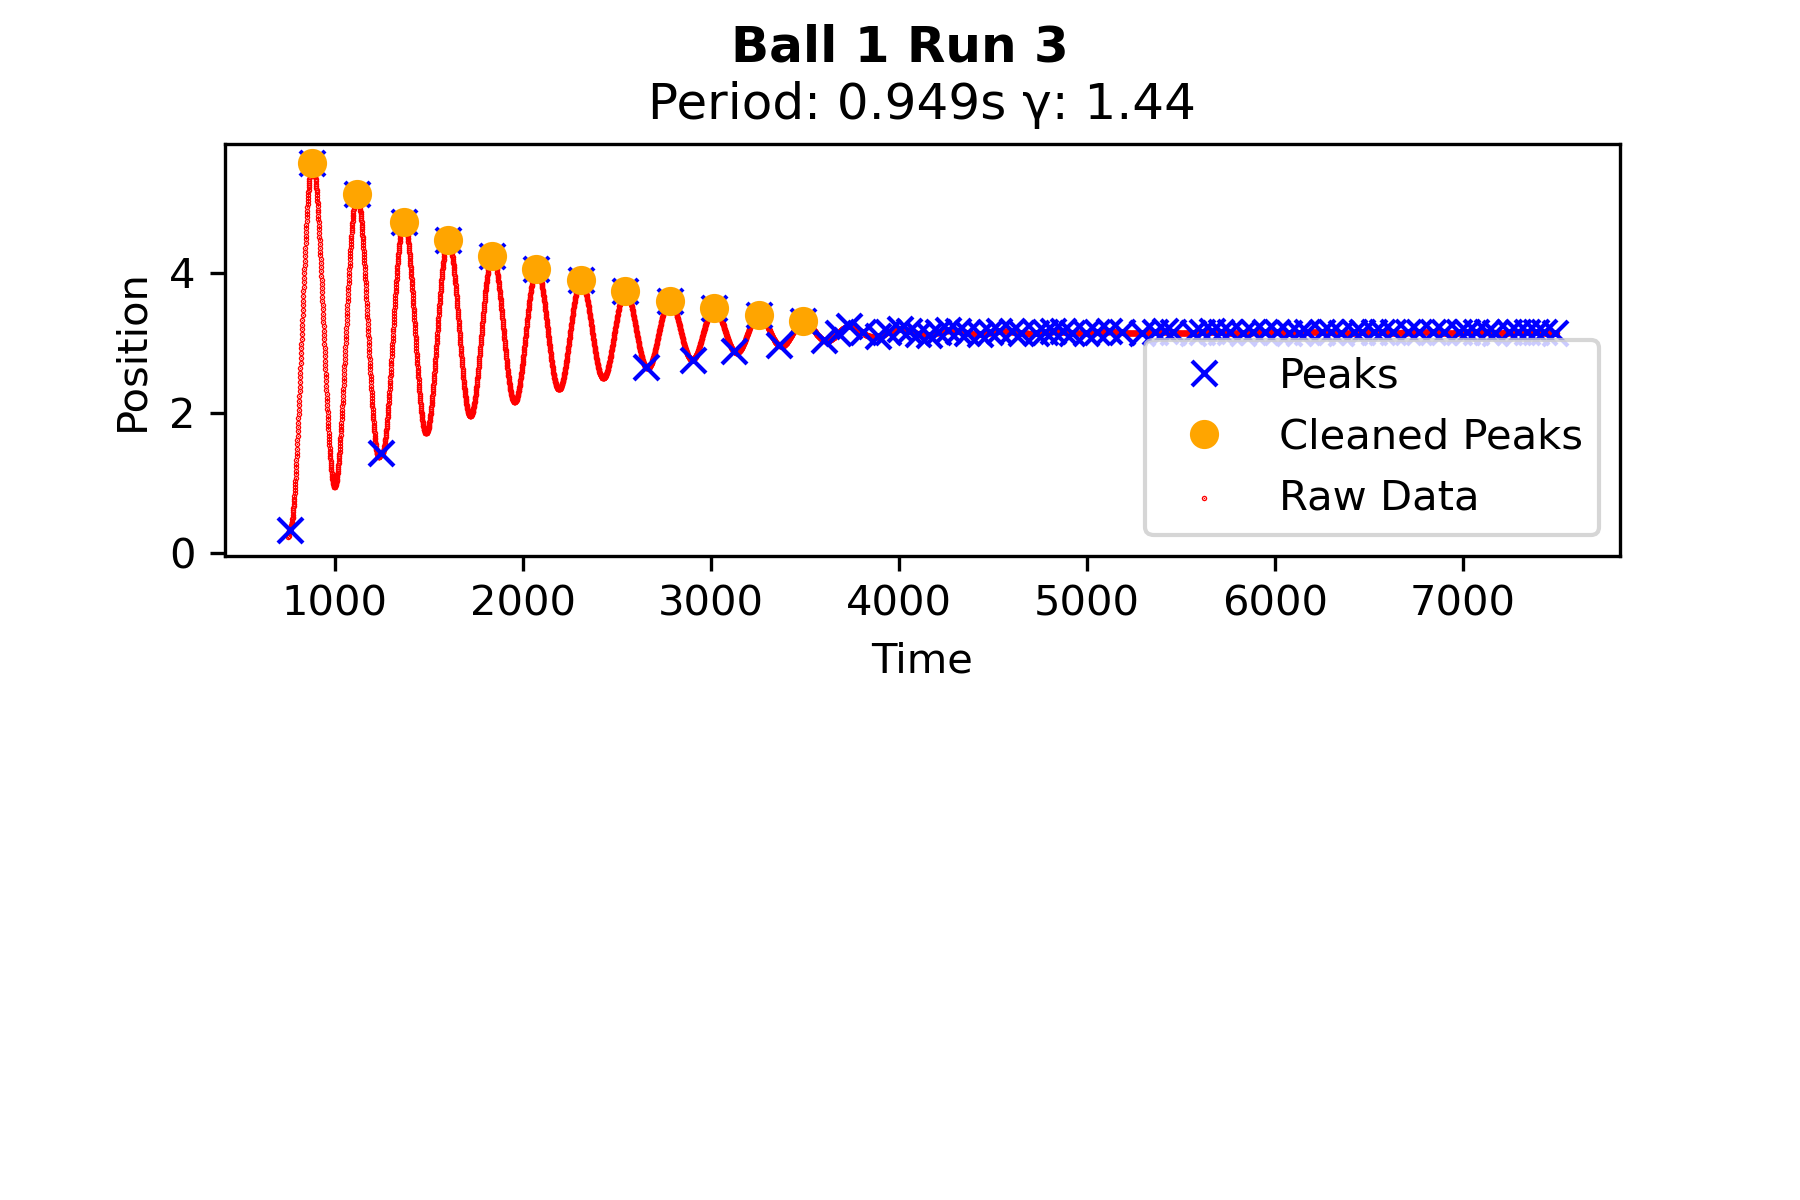 Ball 1 Run 3
Period: 0.949s γ: 1.44
Position
4
2
0
Peaks
Cleaned Peaks
Raw Data
1000 2000 3000 4000 5000 6000 7000
Time